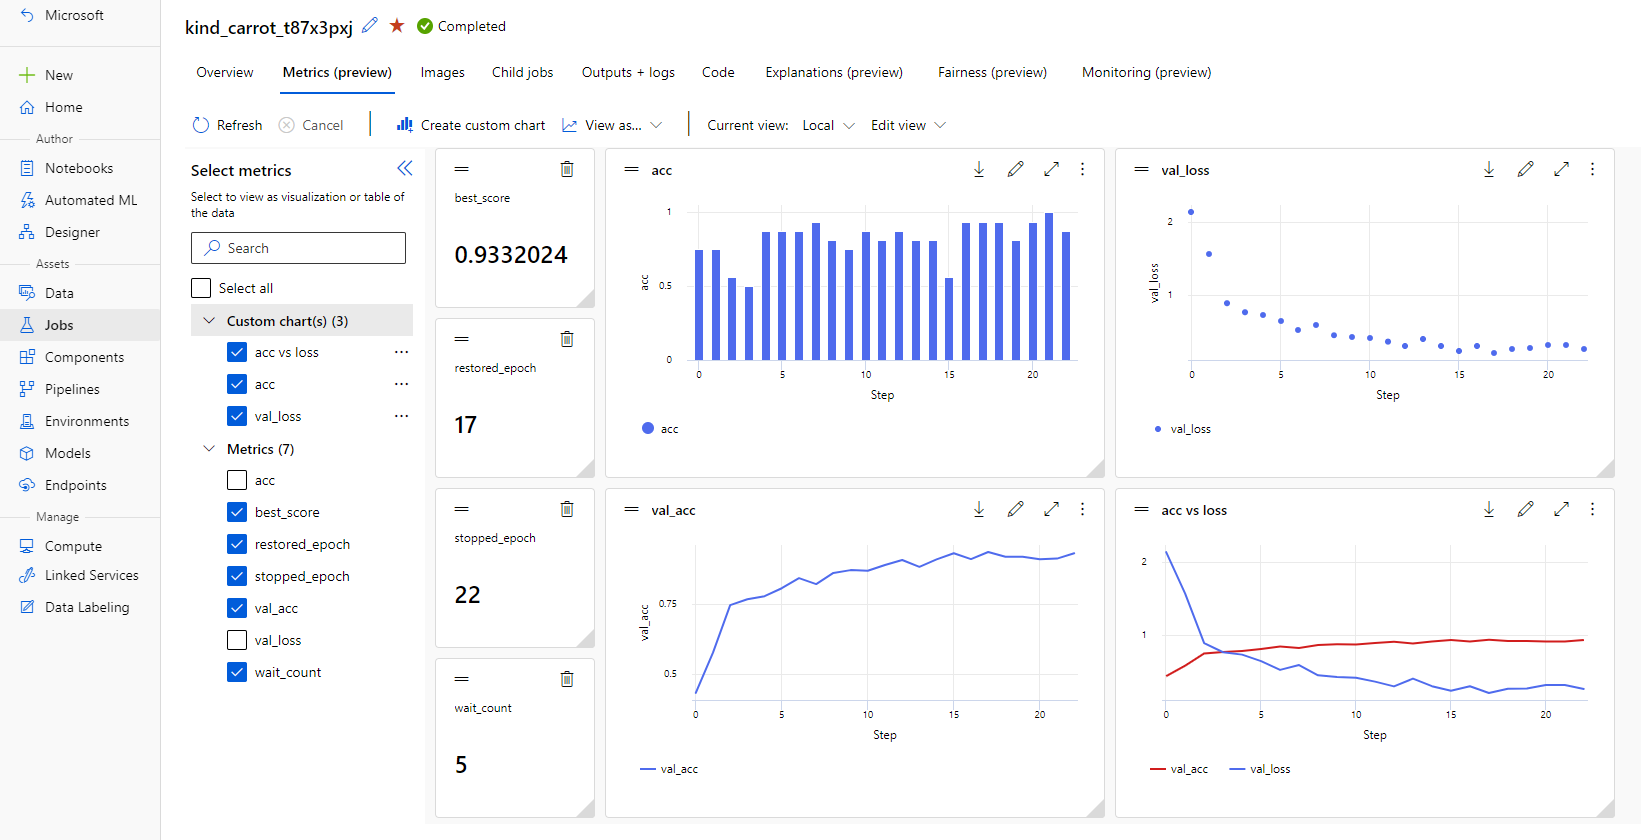 Microsoft
New
Home
Author
Notebooks
Automated ML
Designer
Assets
Data
Jobs
Components
Pipelines
Environments
Models
Endpoints
Manage
Compute
Linked Services
Data Labeling
kind_carrot_t87x3pxj
Completed
Overview Metrics (preview) Images Child jobs Outputs + logs Code Explanations (preview) Fairness (preview) Monitoring (preview)
Refresh Cancel Create custom chart View as... Current view: Local Edit view
Select metrics
Select to view as visualization or table of
the data
Search
Select all
Custom chart(s) (3)
acc vs loss
acc
val_loss
Metrics (7)
acc
best_score
restored_epoch
stopped_epoch
val_acc
val_loss
wait_count
best_score
0.9332024
restored_epoch
17
stopped_epoch
22
wait_count
5
acc
1
0.5
0
acc
0 5 10 15 20
Step
acc
val_loss
2
1
val_loss
0 5 10 15 20
Step
val_loss
val_acc
0.75
0.5
val_acc
0 5 10 15 20
Step
val_acc
acc vs loss
2
1
0 5 10 15 20
Step
val_acc val_loss